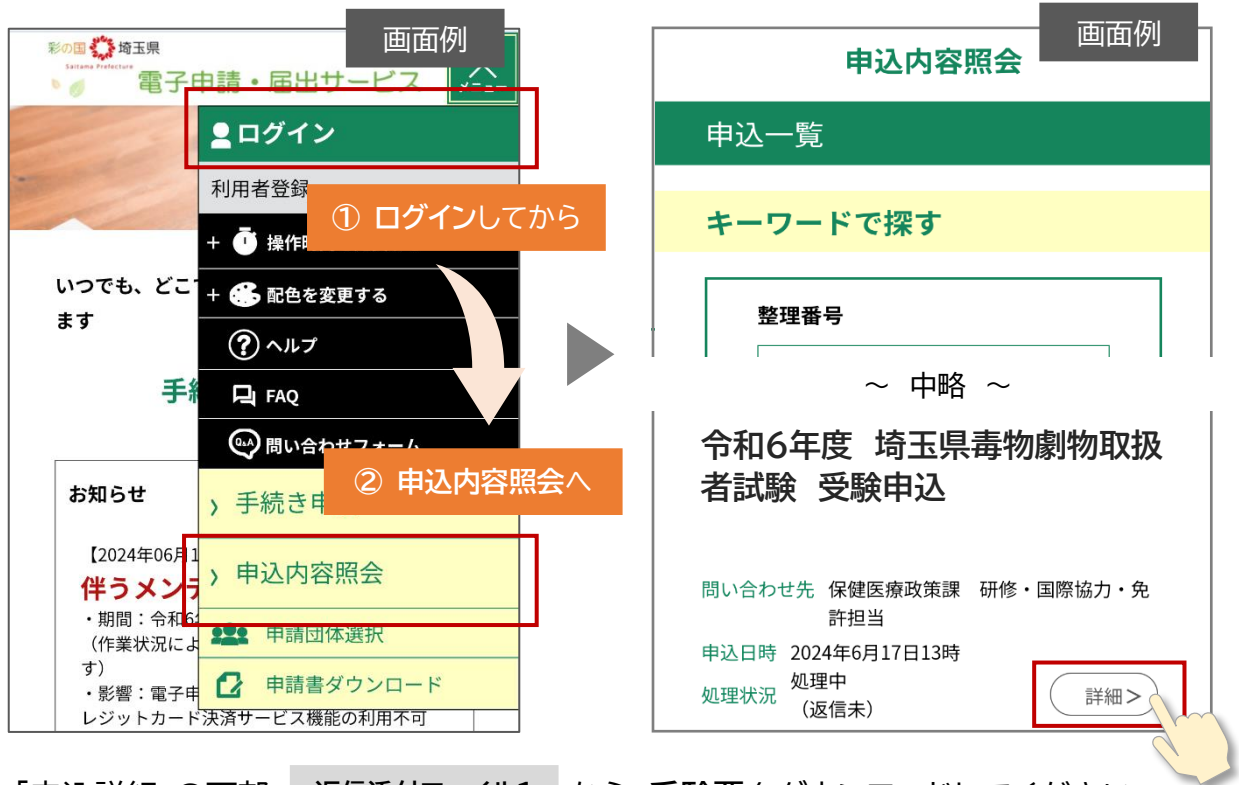 画面例
彩の国 埼玉県
Saitama Prefecture
電子申請・届出サービス
メニュー
ログイン
利用者登録
① ログインしてから
+ 操作時
+ 配色を変更する
いつでも、どこ
ます
ヘルプ
FAQ
問い合わせフォーム
② 申込内容照会へ
お知らせ
手続き申
【2024年06月1
伴うメンテ
申込内容照会
・期間：令和6
（作業状況によ
す）
申請団体選択
・影響：電子申
申請書ダウンロード
レジットカード決済サービス機能の利用不可
画面例
申込内容照会
申込一覧
キーワードで探す
整理番号
～ 中略 ～
令和6年度 埼玉県毒物劇物取扱
者試験 受験申込
問い合わせ先 保健医療政策課 研修・国際協力・免
許担当
申込日時 2024年6月17日13時
処理状況 処理中
（返信未）
詳細>